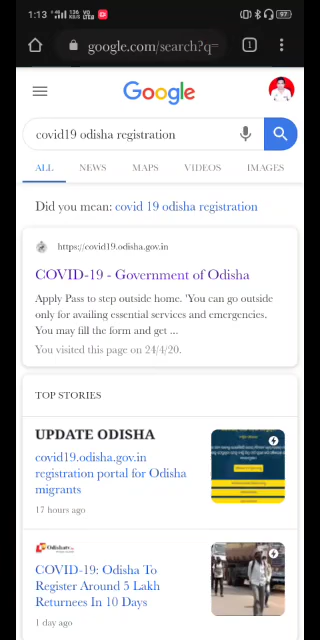 1:13
97
google.com/search?q=
1
Google
covid19 odisha registration
ALL NEWS MAPS VIDEOS IMAGES
Did you mean: covid 19 odisha registration
https://covid19.odisha.gov.in
COVID-19 - Government of Odisha
Apply Pass to step outside home. 'You can go outside
only for availing essential services and emergencies.
You may fill the form and get ...
You visited this page on 24/4/20.
TOP STORIES
UPDATE ODISHA
covid19.odisha.gov.in
registration portal for Odisha
migrants
17 hours ago
Odishatv
COVID-19: Odisha To
Register Around 5 Lakh
Returnees In 10 Days
1 day ago